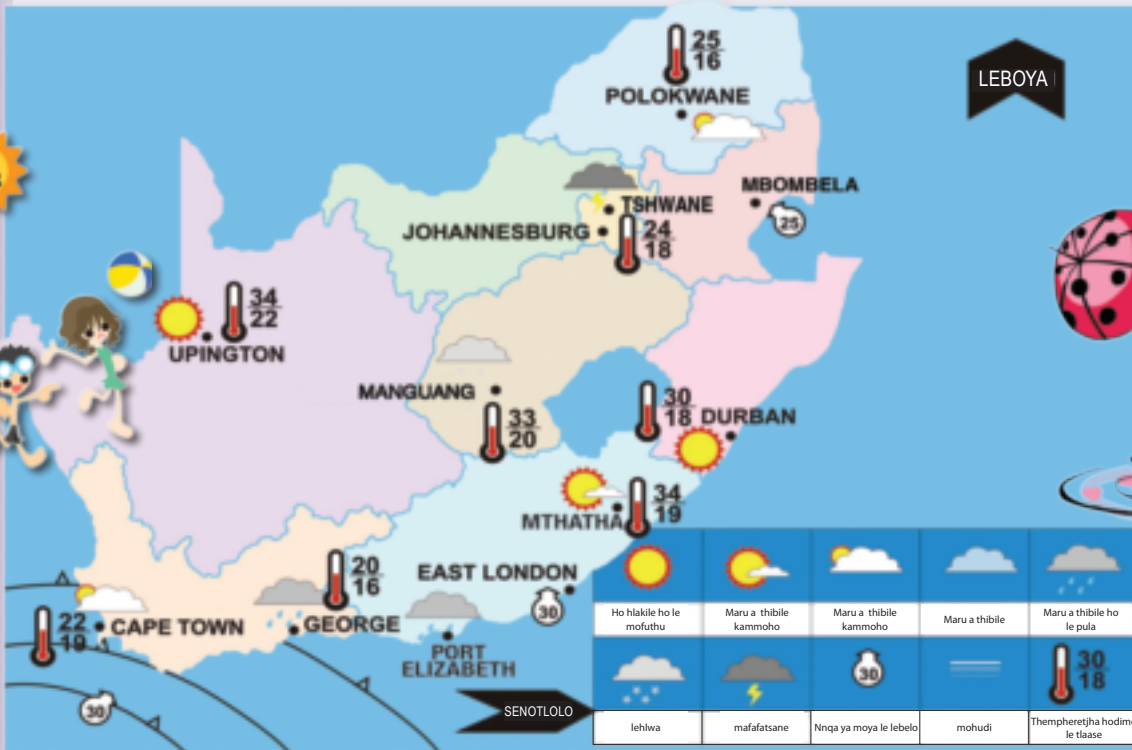 25
16
POLOKWANE
LEBOYA
MBOMBELA
25
TSHWANE
JOHANNESBURG
24
18
34
22
UPINGTON
MANGUANG
33
20
30
18
DURBAN
34
19
MTHATHA
20
16
EAST LONDON
30
22
19
CAPE TOWN
GEORGE
PORT
ELIZABETH
30
SENOTLOLO
Ho hlakile ho le
mofuthu
Maru a thibile
kammoho
Maru a thibile
kammoho
Maru a thibile
Maru a thibile ho
le pula
30
30
18
lehlwa
mafafatsane
Nnqa ya moya le lebelo
mohudi
Thempheretjha hodimo
le tlaase